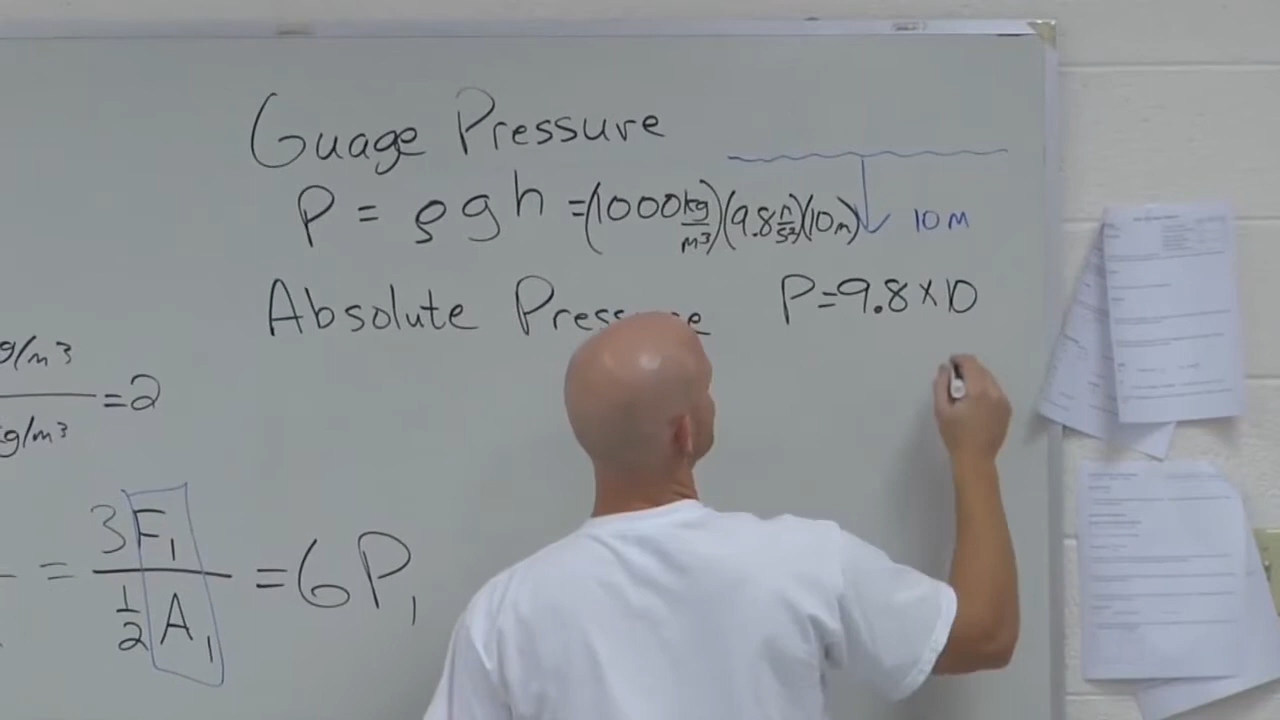 Guage Pressure
P = ρgh = (1000 kg/m³)(9.8 m/s²)(10m)
10 m
Absolute Pressure
P=9.8×10
g/m³
=2
g/m³
= 3F₁ / ½A₁ = 6P₁